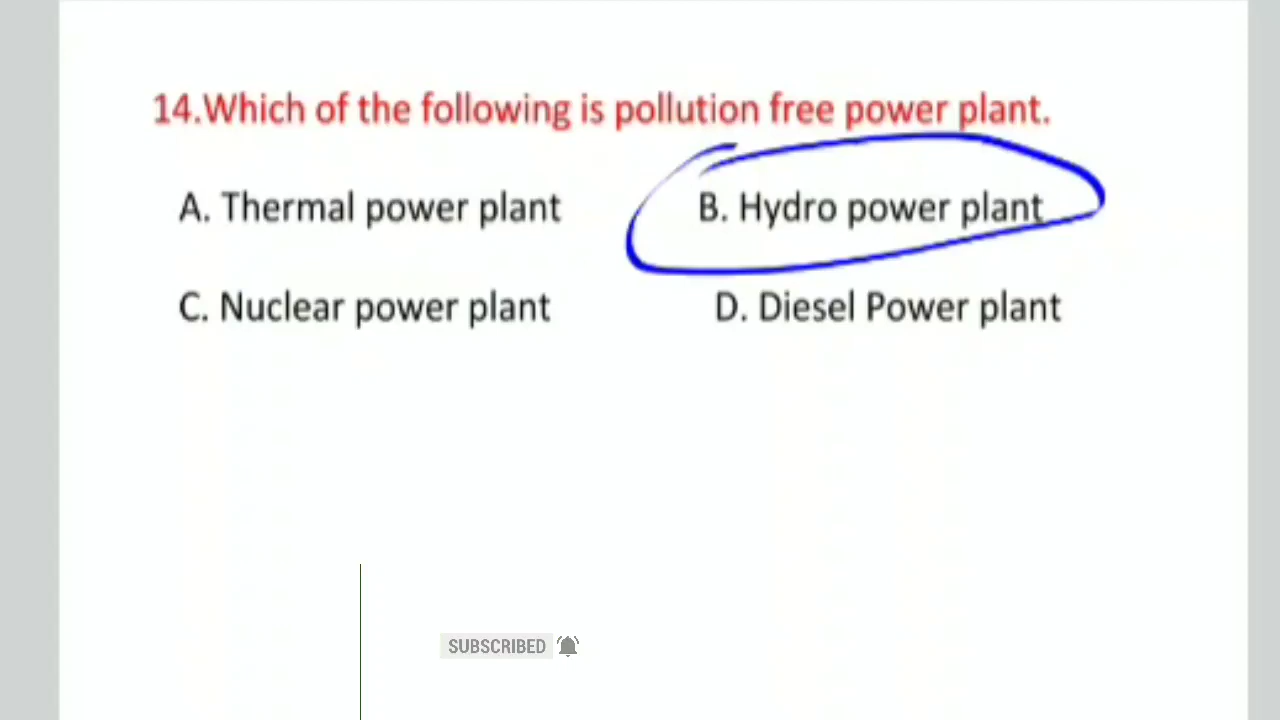 14.Which of the following is pollution free power plant.
A. Thermal power plant B. Hydro power plant
C. Nuclear power plant D. Diesel Power plant
SUBSCRIBED